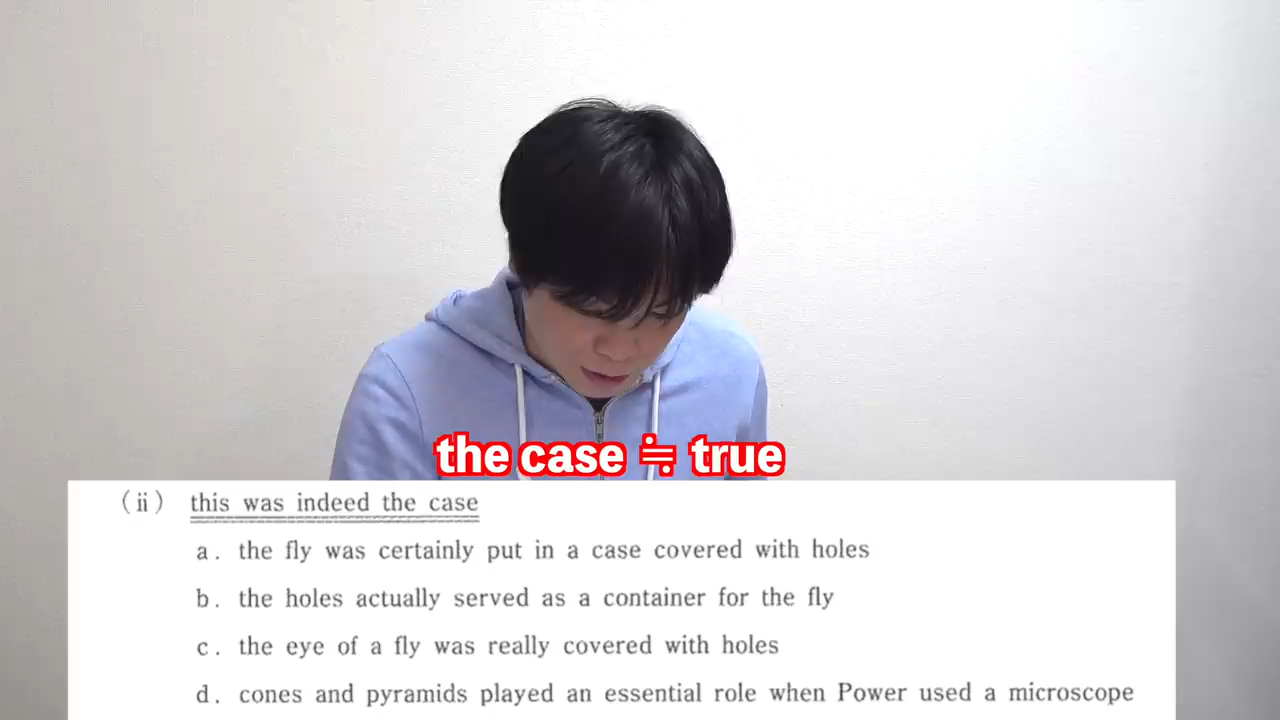 the case ≒ true
(ⅱ) this was indeed the case
a. the fly was certainly put in a case covered with holes
b. the holes actually served as a container for the fly
c. the eye of a fly was really covered with holes
d. cones and pyramids played an essential role when Power used a microscope